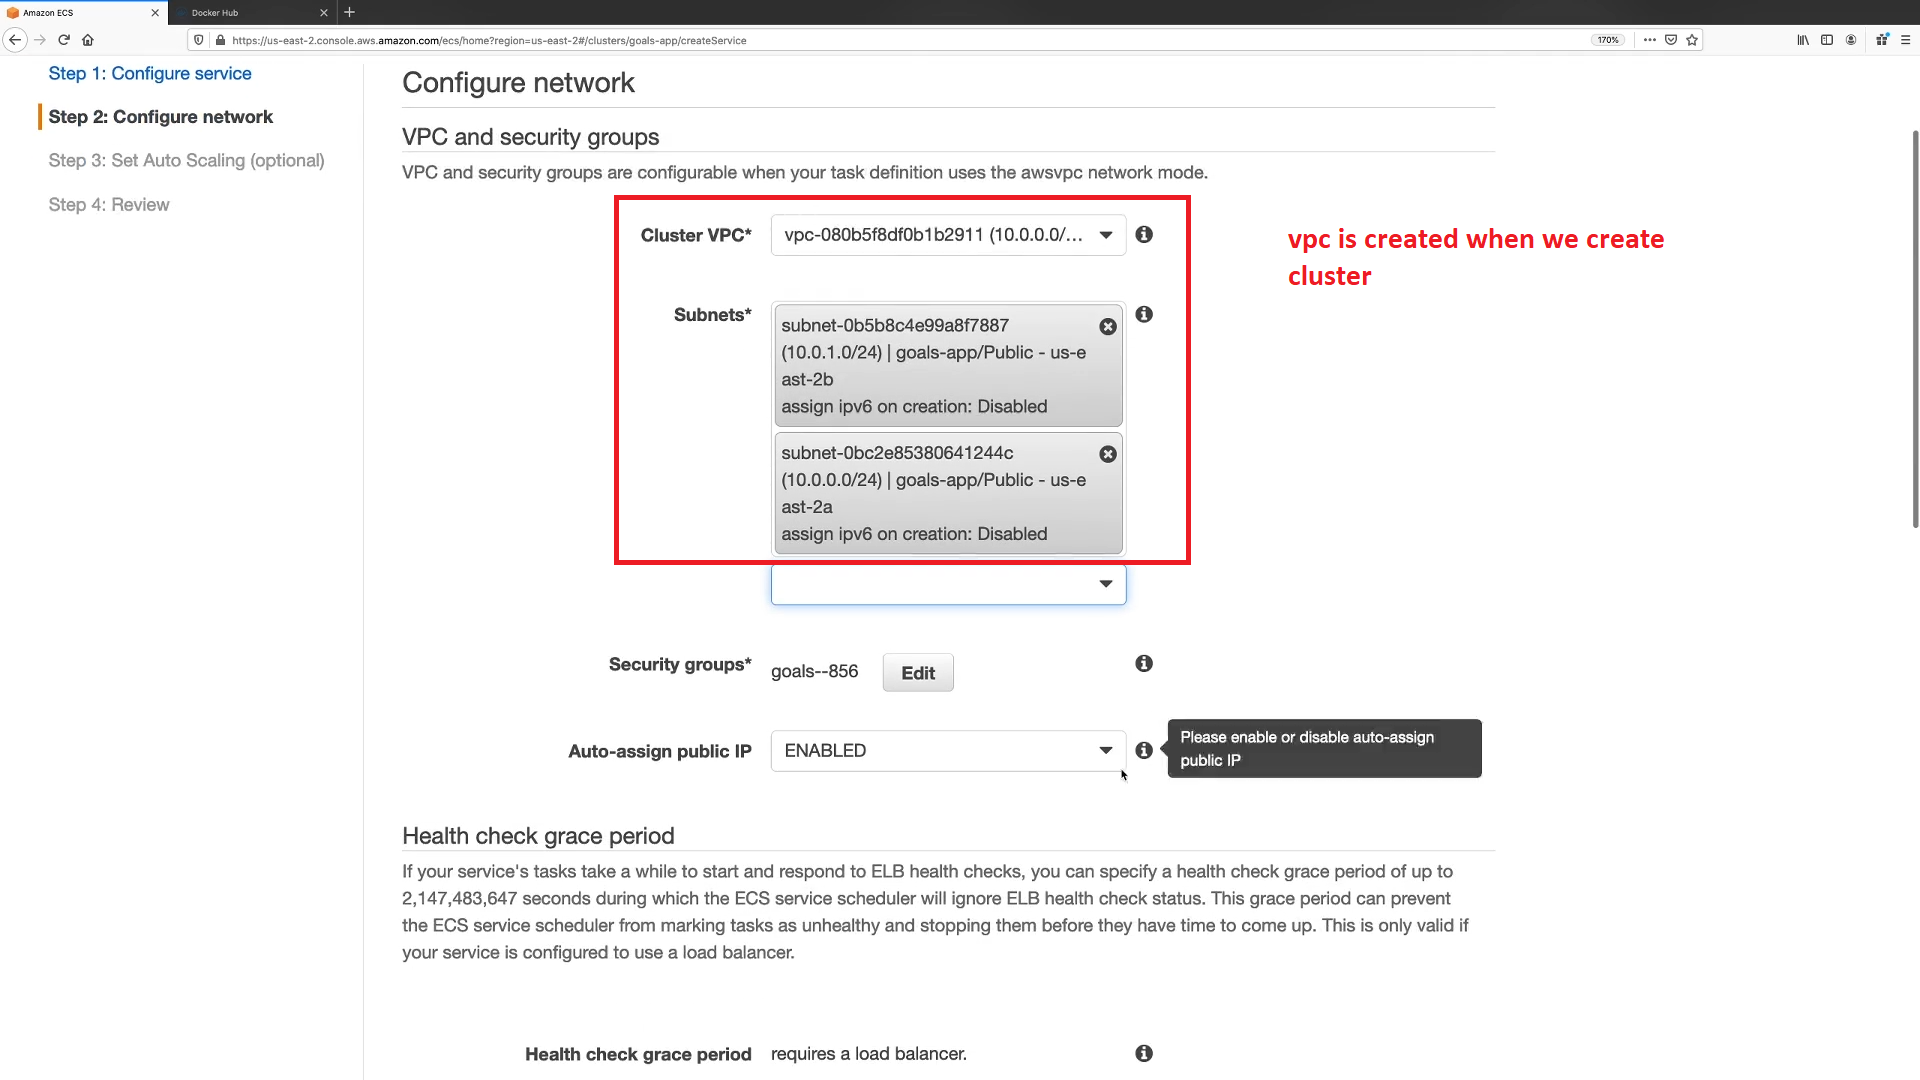 Amazon ECS
Docker Hub
https://us-east-2.console.aws.amazon.com/ecs/home?region=us-east-2#/clusters/goals-app/createService
170%
Step 1: Configure service
Step 2: Configure network
Step 3: Set Auto Scaling (optional)
Step 4: Review
Configure network
VPC and security groups
VPC and security groups are configurable when your task definition uses the awsvpc network mode.
Cluster VPC*
vpc-080b5f8df0b1b2911 (10.0.0.0/...
vpc is created when we create
cluster
Subnets*
subnet-0b5b8c4e99a8f7887
(10.0.1.0/24) | goals-app/Public - us-e
ast-2b
assign ipv6 on creation: Disabled
subnet-0bc2e85380641244c
(10.0.0.0/24) | goals-app/Public - us-e
ast-2a
assign ipv6 on creation: Disabled
Security groups*
goals--856
Edit
Auto-assign public IP
ENABLED
Please enable or disable auto-assign
public IP
Health check grace period
If your service's tasks take a while to start and respond to ELB health checks, you can specify a health check grace period of up to
2,147,483,647 seconds during which the ECS service scheduler will ignore ELB health check status. This grace period can prevent
the ECS service scheduler from marking tasks as unhealthy and stopping them before they have time to come up. This is only valid if
your service is configured to use a load balancer.
Health check grace period
requires a load balancer.